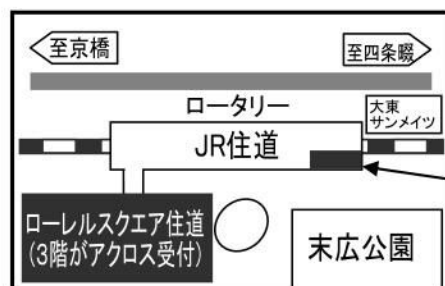 至京橋
至四条畷
ロータリー
大東
サンメイツ
JR住道
ローレルスクエア住道
(3階がアクロス受付)
末広公園